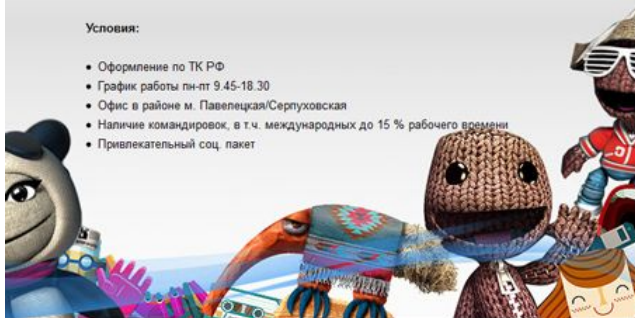 Условия:
• Оформление по ТК РФ
• График работы пн-пт 9.45-18.30
• Офис в районе м. Павелецкая/Серпуховская
• Наличие командировок, в т.ч. международных до 15 % рабочего времени
• Привлекательный соц. пакет